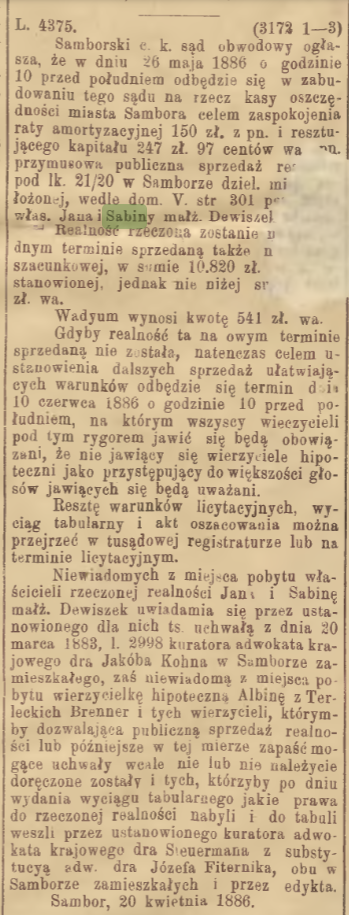 L. 4375. (3172 1—3)
Samborski c. k. sąd obwodowy ogła-
sza, że w dniu 26 maja 1886 o godzinie
10 przed południem odbędzie się w zabu-
dowaniu tego sądu na rzecz kasy oszczę-
dności miasta Sambora celem zaspokojenia
raty amortyzacyjnej 150 zł. z pn. i resztu-
jącego kapitału 247 zł. 97 centów wa pn.
przymusowa publiczna sprzedaż
pod lk. 21/20 w Samborze dziel.
łożonej, wedle dom. V. str 301
włas. Jana i Sabiny małż. Dewiszek
Realność rzeczona zostanie
dnym terminie sprzedaną także
szacunkowej, w sumie 10.820 zł.
stanowionej, jednak nie niżej
zł. wa.
Wadyum wynosi kwotę 541 zł. wa.
Gdyby realność ta na owym terminie
sprzedaną nie została, natenczas celem u-
stanowienia dalszych sprzedaż ułatwiają-
cych warunków odbędzie się termin dnia
10 czerwca 1886 o godzinie 10 przed po-
łudniem, na którym wszyscy wieczycieli
pod tym rygorem jawić się będą obowią-
zani, że nie jawiący się wierzyciele hipo-
teczni jako przystępujący do większości gło-
sów jawiących się będą uważani.
Resztę warunków licytacyjnych, wy-
ciąg tabularny i akt oszacowania można
przejrzeć w tusądowej registraturze lub na
terminie licytacyjnym.
Niewiadomych z miejsca pobytu wła-
ścicieli rzeczonej realności Jana i Sabinę
małż. Dewiszek uwiadamia się przez usta-
nowionego dla nich ts. uchwałą z dnia 20
marca 1883, l. 2998 kuratora adwokata kra-
jowego dra Jakóba Kohna w Samborze za-
mieszkałego, zaś niewiadomą z miejsca po-
bytu wierzycielkę hipoteczną Albinę z Ter-
leckich Brenner i tych wierzycieli, którym-
by dozwalająca publiczną sprzedaż realno-
ści lub późniejsze w tej mierze zapaść mo-
gące uchwały wcale nie lub nie należycie
doręczone zostały i tych, którzyby po dniu
wydania wyciągu tabularnego jakie prawa
do rzeczonej realności nabyli i do tabuli
weszli przez ustanowionego kuratora adwo-
kata krajowego dra Steuermana z substy-
tucyą adw. dra Józefa Fiternika, obu w
Samborze zamieszkałych i przez edykta.
Sambor, 20 kwietnia 1886.